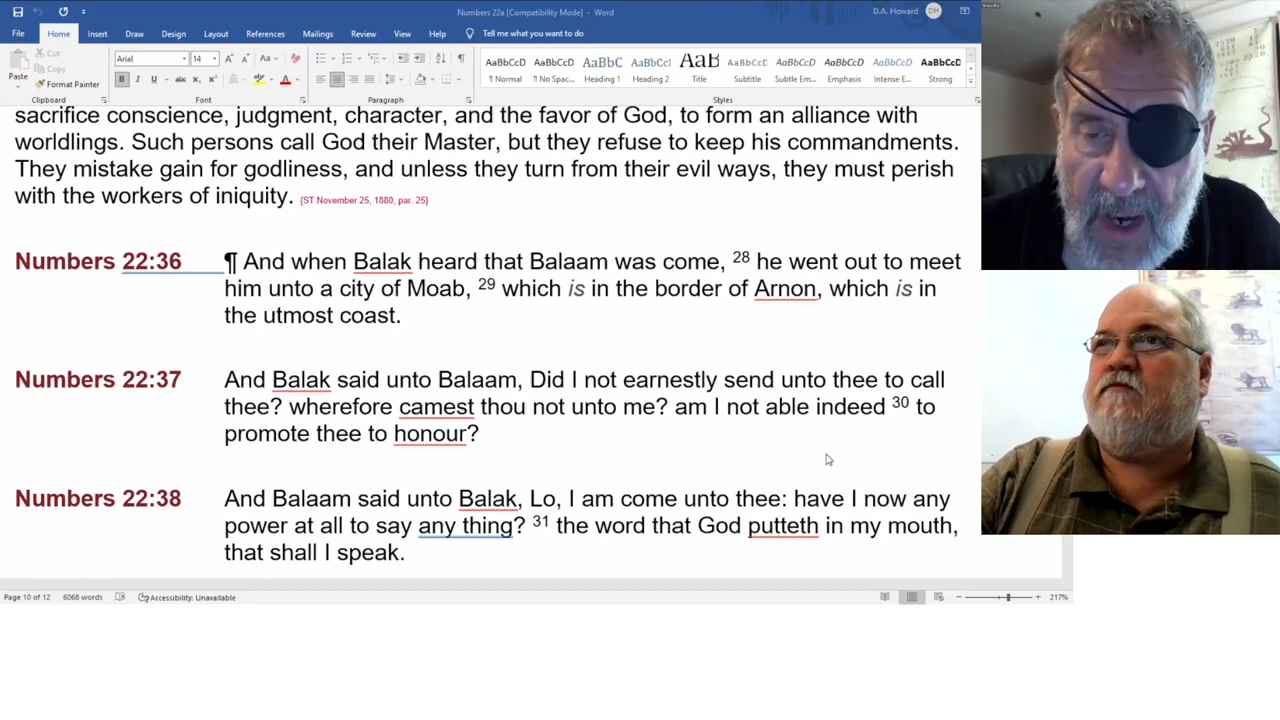 Numbers 22a [Compatibility Mode] - Word
D.A. Howard DH
File Home Insert Draw Design Layout References Mailings Review View Help Tell me what you want to do
Paste
Cut
Copy
Format Painter
Clipboard
Arial 14
Font
Paragraph
AaBbCcD AaBbCcD AaBbC AaBbCcD AaB AaBbCcD AaBbCcD AaBbCcD AaBbCcD AaBbCcD
¶ Normal ¶ No Spac... Heading 1 Heading 2 Title Subtitle Subtle Em... Emphasis Intense E... Strong
Styles
sacrifice conscience, judgment, character, and the favor of God, to form an alliance with
worldlings. Such persons call God their Master, but they refuse to keep his commandments.
They mistake gain for godliness, and unless they turn from their evil ways, they must perish
with the workers of iniquity. {ST November 25, 1880, par. 25}
Numbers 22:36 ¶ And when Balak heard that Balaam was come, 28 he went out to meet
him unto a city of Moab, 29 which is in the border of Arnon, which is in
the utmost coast.
Numbers 22:37 And Balak said unto Balaam, Did I not earnestly send unto thee to call
thee? wherefore camest thou not unto me? am I not able indeed 30 to
promote thee to honour?
Numbers 22:38 And Balaam said unto Balak, Lo, I am come unto thee: have I now any
power at all to say any thing? 31 the word that God putteth in my mouth,
that shall I speak.
Page 10 of 12 6068 words Accessibility: Unavailable 217%